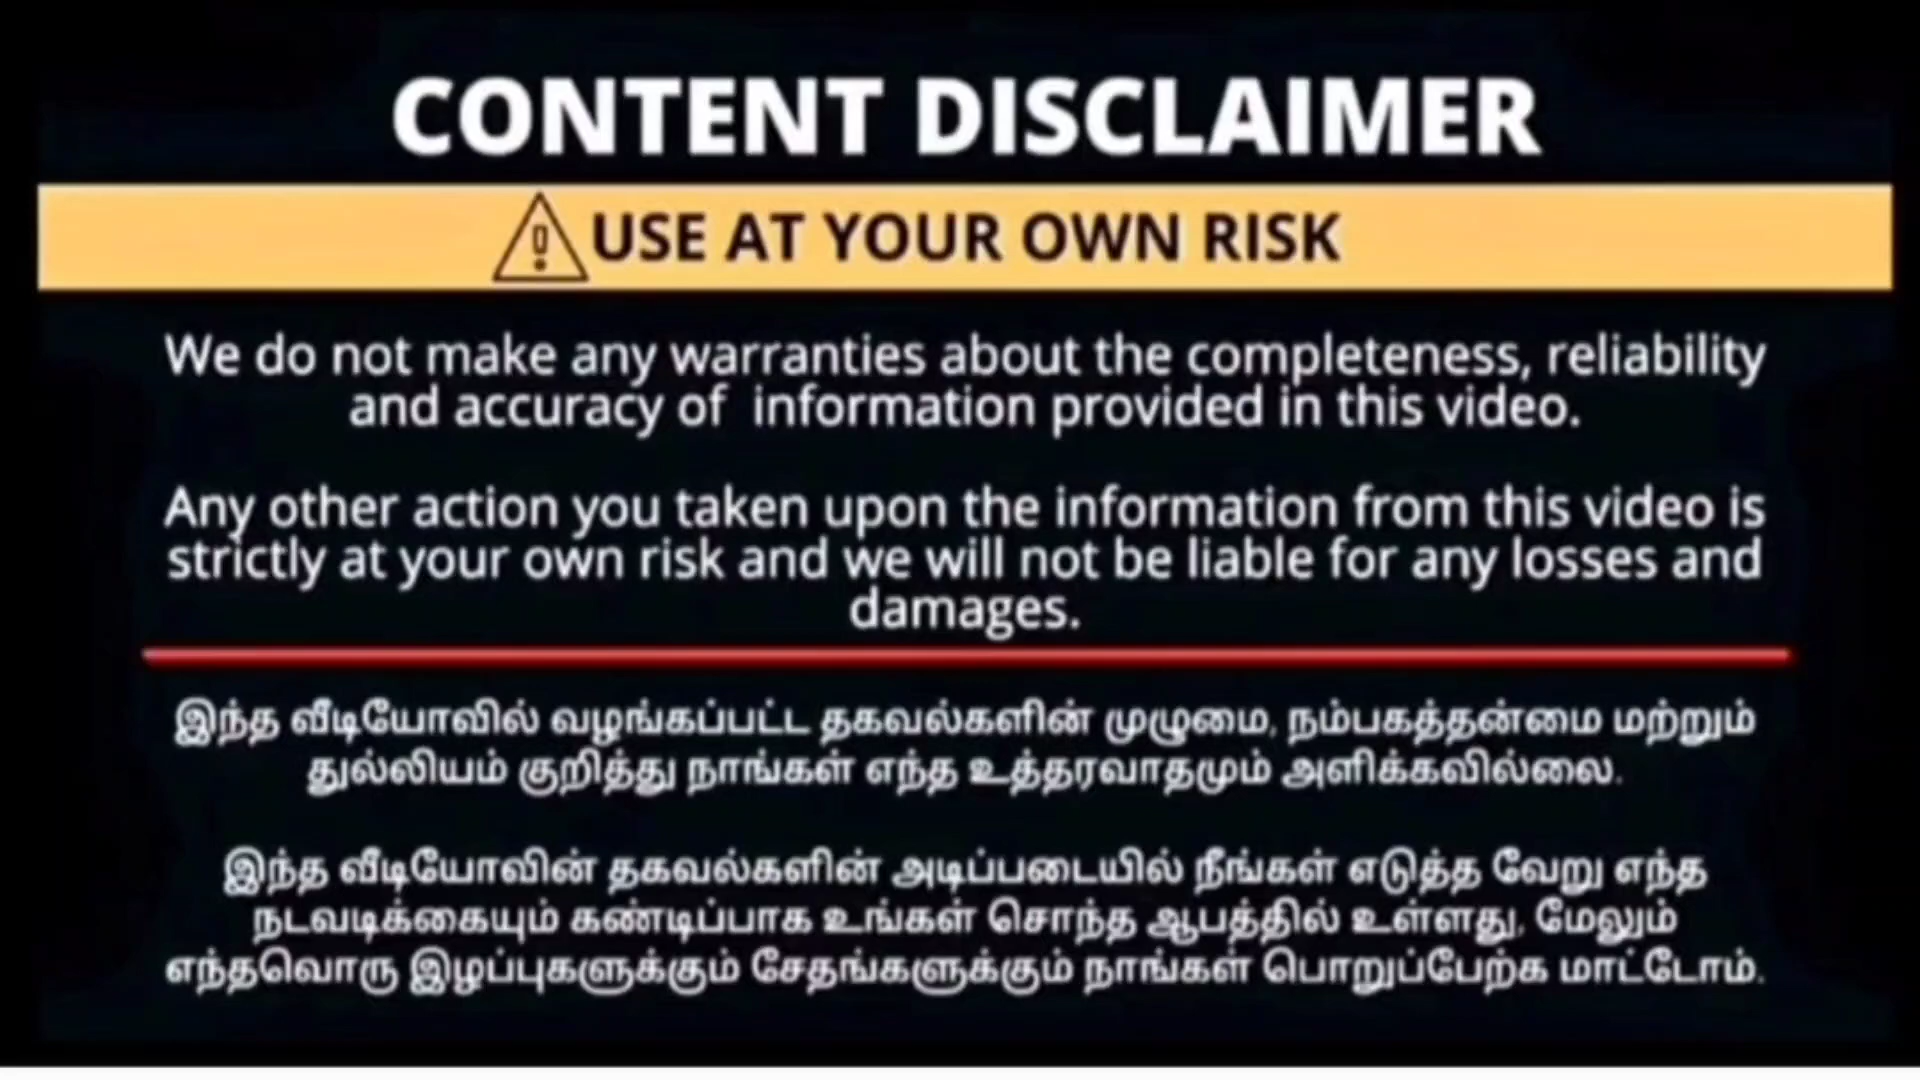 CONTENT DISCLAIMER
USE AT YOUR OWN RISK
We do not make any warranties about the completeness, reliability
and accuracy of information provided in this video.
Any other action you taken upon the information from this video is
strictly at your own risk and we will not be liable for any losses and
damages.
இந்த வீடியோவில் வழங்கப்பட்ட தகவல்களின் முழுமை, நம்பகத்தன்மை மற்றும்
துல்லியம் குறித்து நாங்கள் எந்த உத்தரவாதமும் அளிக்கவில்லை.
இந்த வீடியோவின் தகவல்களின் அடிப்படையில் நீங்கள் எடுத்த வேறு எந்த
நடவடிக்கையும் கண்டிப்பாக உங்கள் சொந்த ஆபத்தில் உள்ளது, மேலும்
எந்தவொரு இழப்புகளுக்கும் சேதங்களுக்கும் நாங்கள் பொறுப்பேற்க மாட்டோம்.